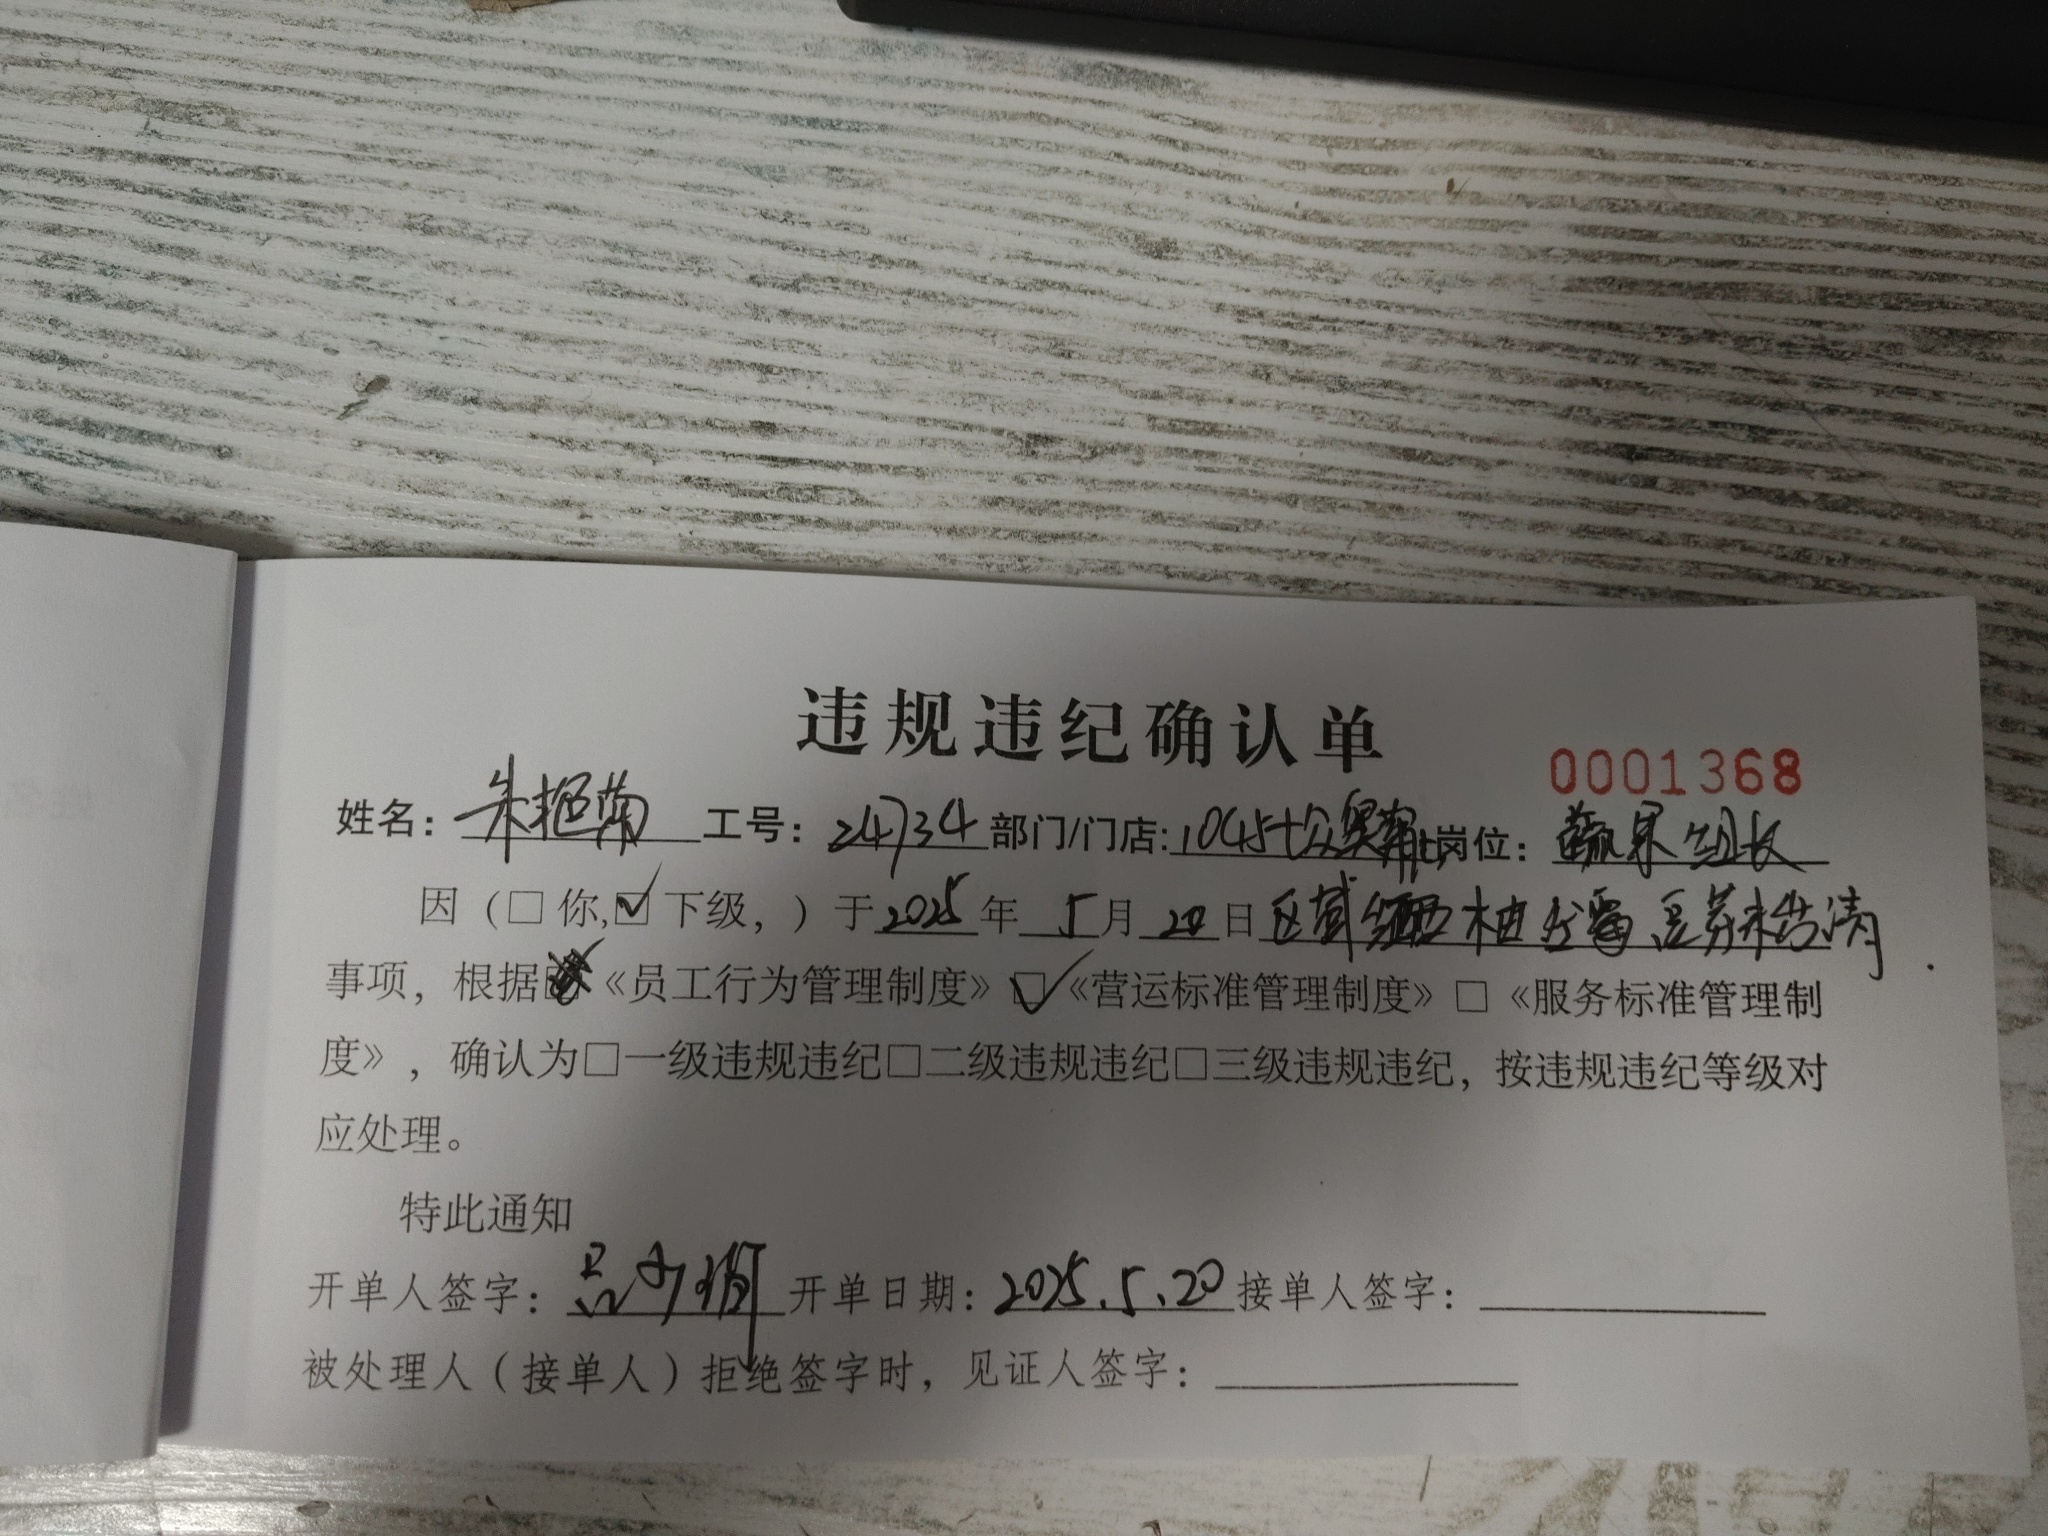 违规违纪确认单
0001368
姓名：朱 工号：24734 部门/门店：1045 岗位：蔬果组长
因（□你，☑下级，）于2025年5月20日区域
事项，根据《员工行为管理制度》☑《营运标准管理制度》□《服务标准管理制
度》，确认为□一级违规违纪□二级违规违纪□三级违规违纪，按违规违纪等级对
应处理。
特此通知
开单人签字： 开单日期：2025.5.20 接单人签字：
被处理人（接单人）拒绝签字时，见证人签字：